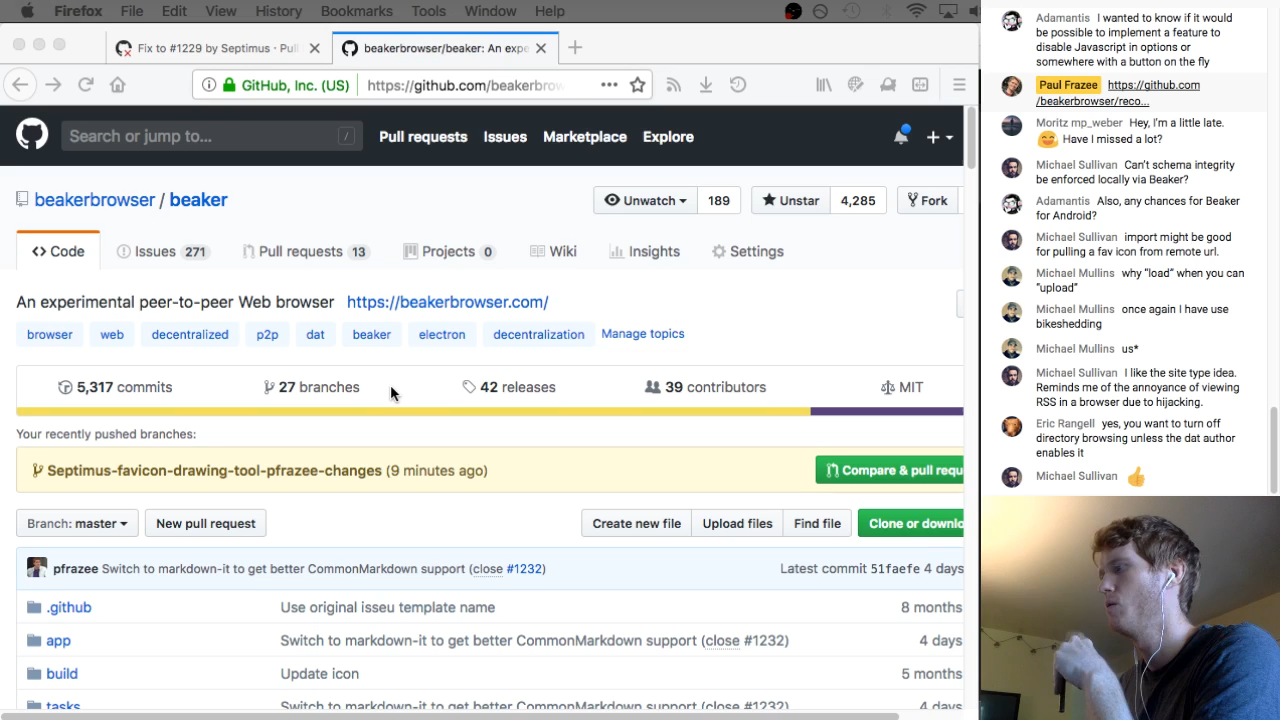 Firefox File Edit View History Bookmarks Tools Window Help
Fix to #1229 by Septimus · Pull
beakerbrowser/beaker: An expe
GitHub, Inc. (US) https://github.com/beakerbrow
Search or jump to... /
Pull requests Issues Marketplace Explore
beakerbrowser / beaker
Unwatch 189 Unstar 4,285 Fork
Code Issues 271 Pull requests 13 Projects 0 Wiki Insights Settings
An experimental peer-to-peer Web browser https://beakerbrowser.com/
browser web decentralized p2p dat beaker electron decentralization Manage topics
5,317 commits 27 branches 42 releases 39 contributors MIT
Your recently pushed branches:
Septimus-favicon-drawing-tool-pfrazee-changes (9 minutes ago) Compare & pull requ
Branch: master New pull request Create new file Upload files Find file Clone or downlo
pfrazee Switch to markdown-it to get better CommonMarkdown support (close #1232) Latest commit 51faefe 4 days
.github Use original isseu template name 8 months
app Switch to markdown-it to get better CommonMarkdown support (close #1232) 4 days
build Update icon 5 months
tasks Switch to markdown-it to get better CommonMarkdown support (close #1232) 4 days
Adamantis I wanted to know if it would
be possible to implement a feature to
disable Javascript in options or
somewhere with a button on the fly
Paul Frazee https://github.com
/beakerbrowser/reco...
Moritz mp_weber Hey, I'm a little late.
Have I missed a lot?
Michael Sullivan Can't schema integrity
be enforced locally via Beaker?
Adamantis Also, any chances for Beaker
for Android?
Michael Sullivan import might be good
for pulling a fav icon from remote url.
Michael Mullins why "load" when you can
"upload"
Michael Mullins once again I have use
bikeshedding
Michael Mullins us*
Michael Sullivan I like the site type idea.
Reminds me of the annoyance of viewing
RSS in a browser due to hijacking.
Eric Rangell yes, you want to turn off
directory browsing unless the dat author
enables it
Michael Sullivan